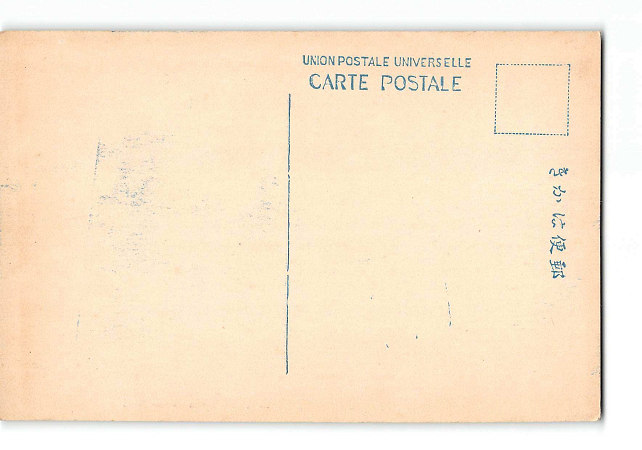 UNION POSTALE UNIVERSELLE
CARTE POSTALE
郵便はかき